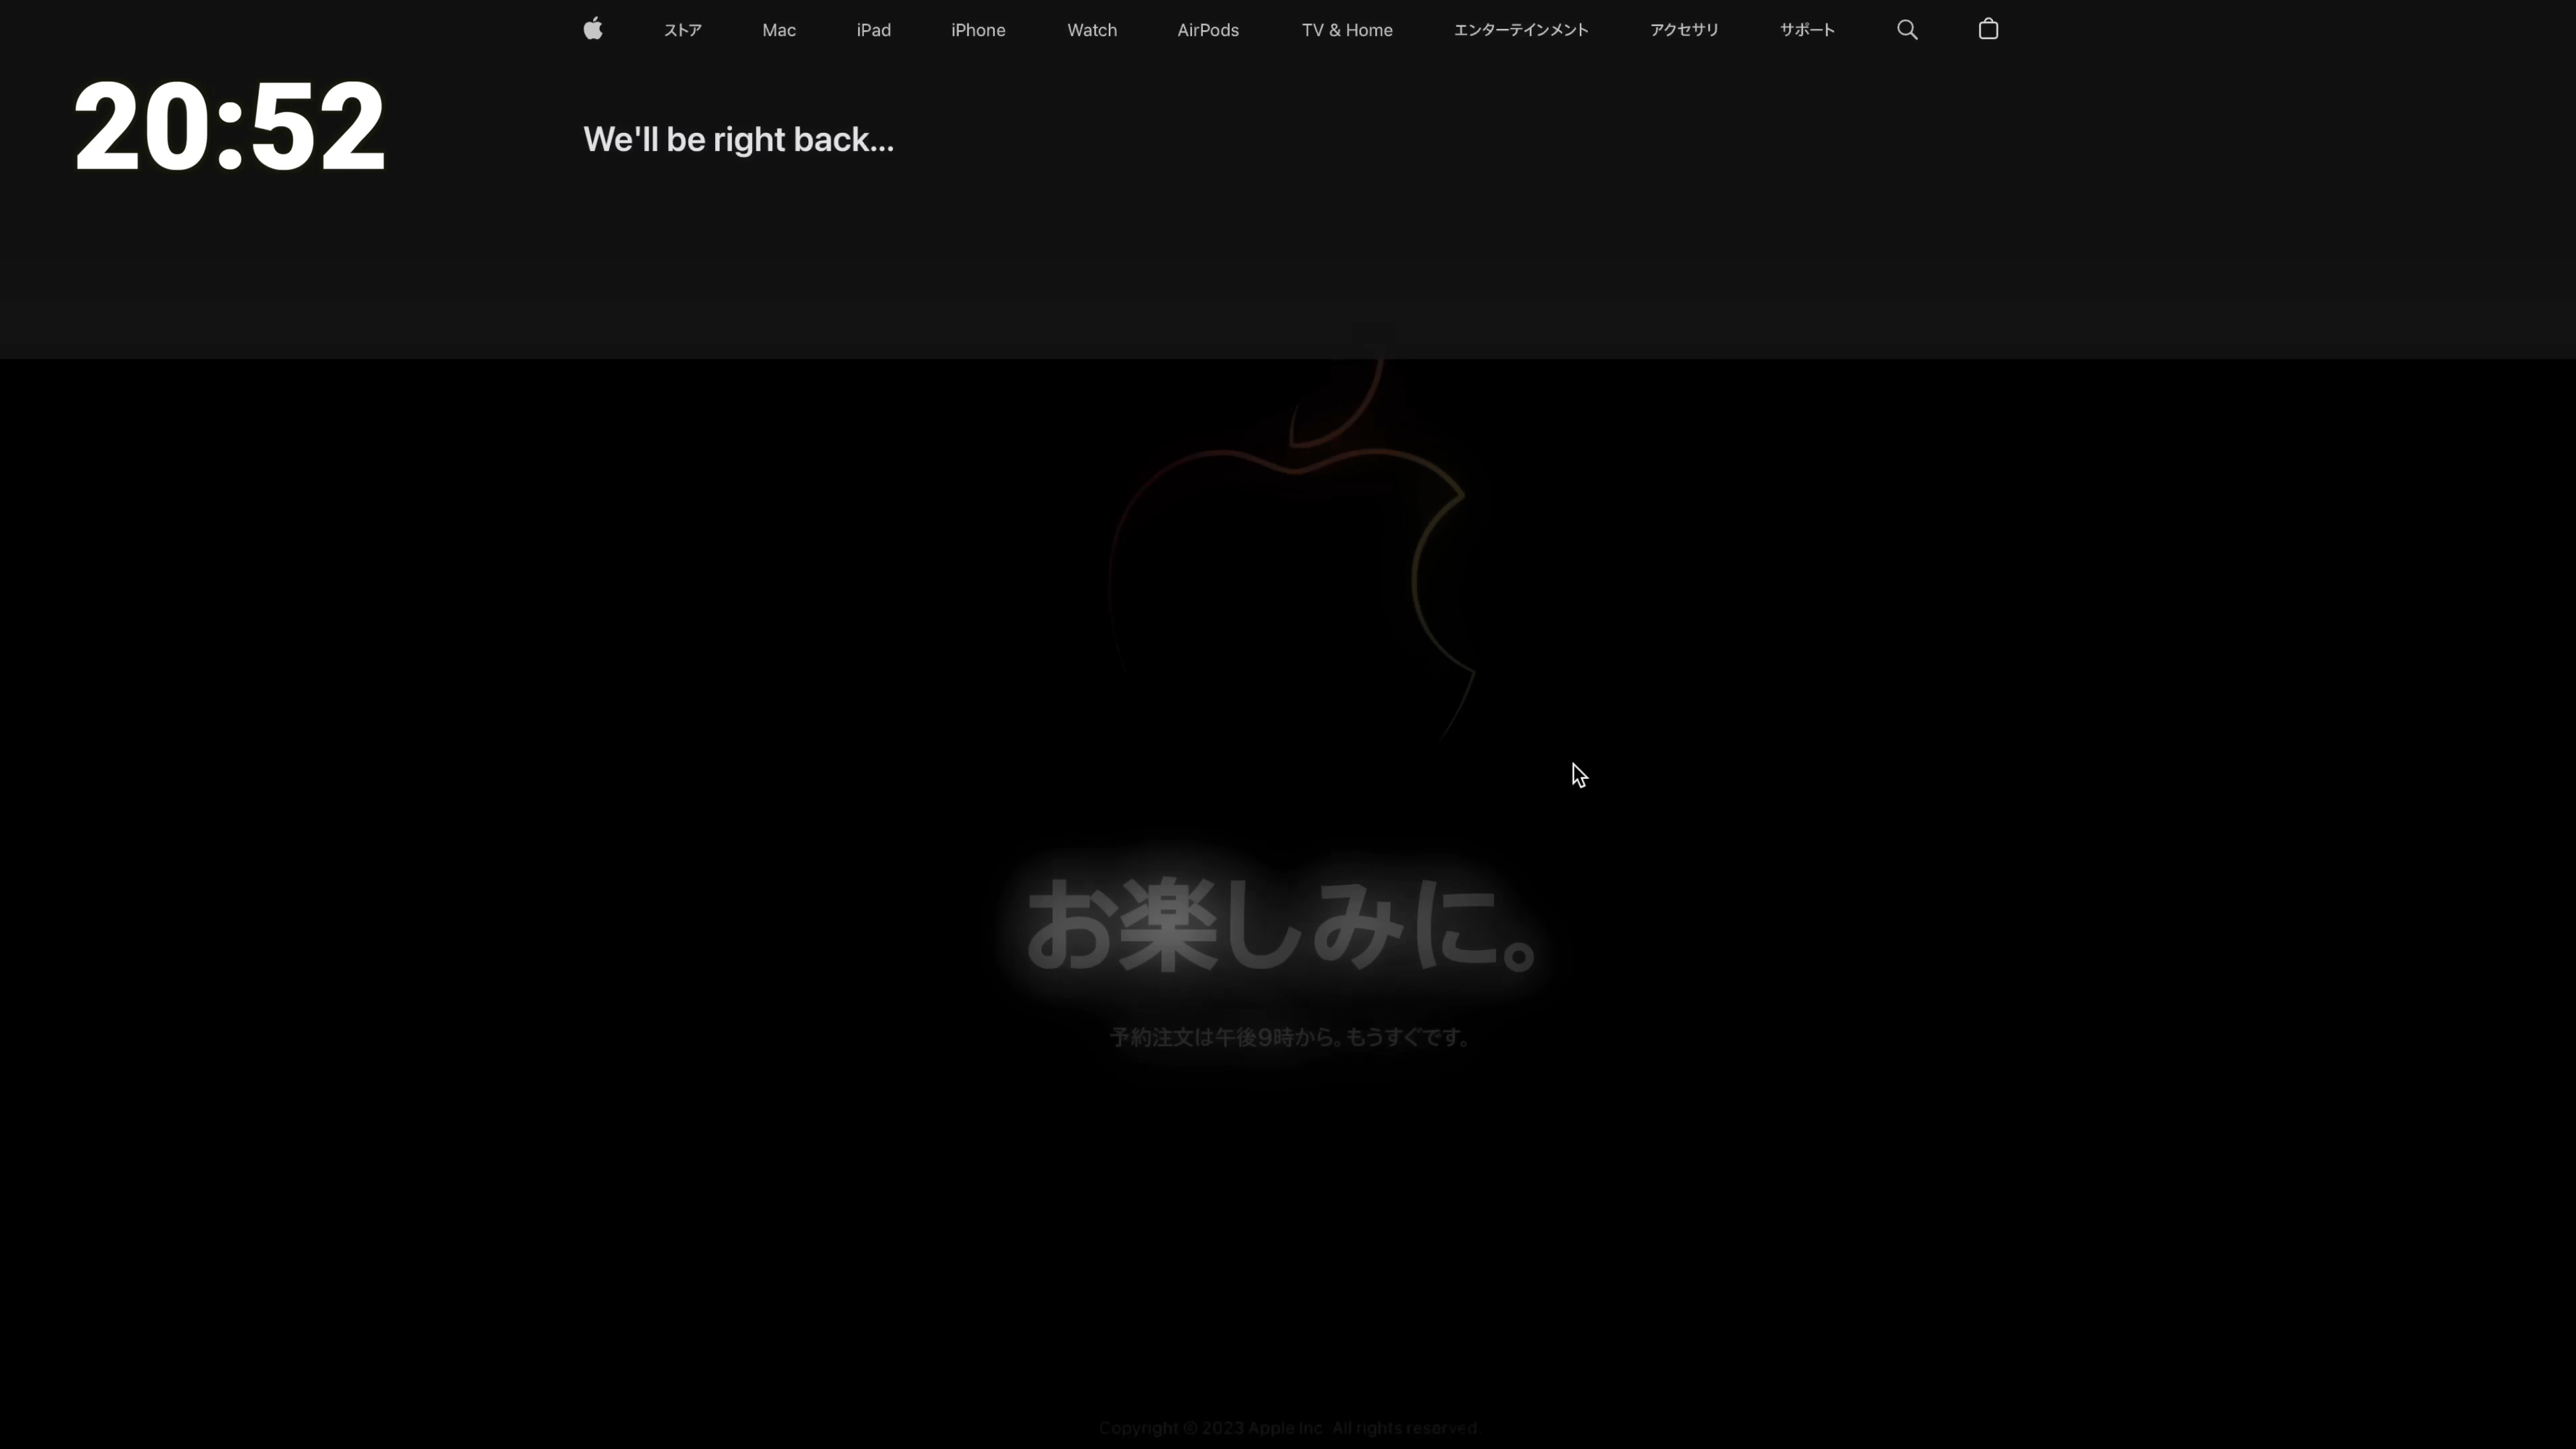 ストア Mac iPad iPhone Watch AirPods TV & Home エンターテインメント アクセサリ サポート
20:52
We'll be right back...
お楽しみに。
予約注文は午後9時から。もうすぐです。
Copyright © 2023 Apple Inc. All rights reserved